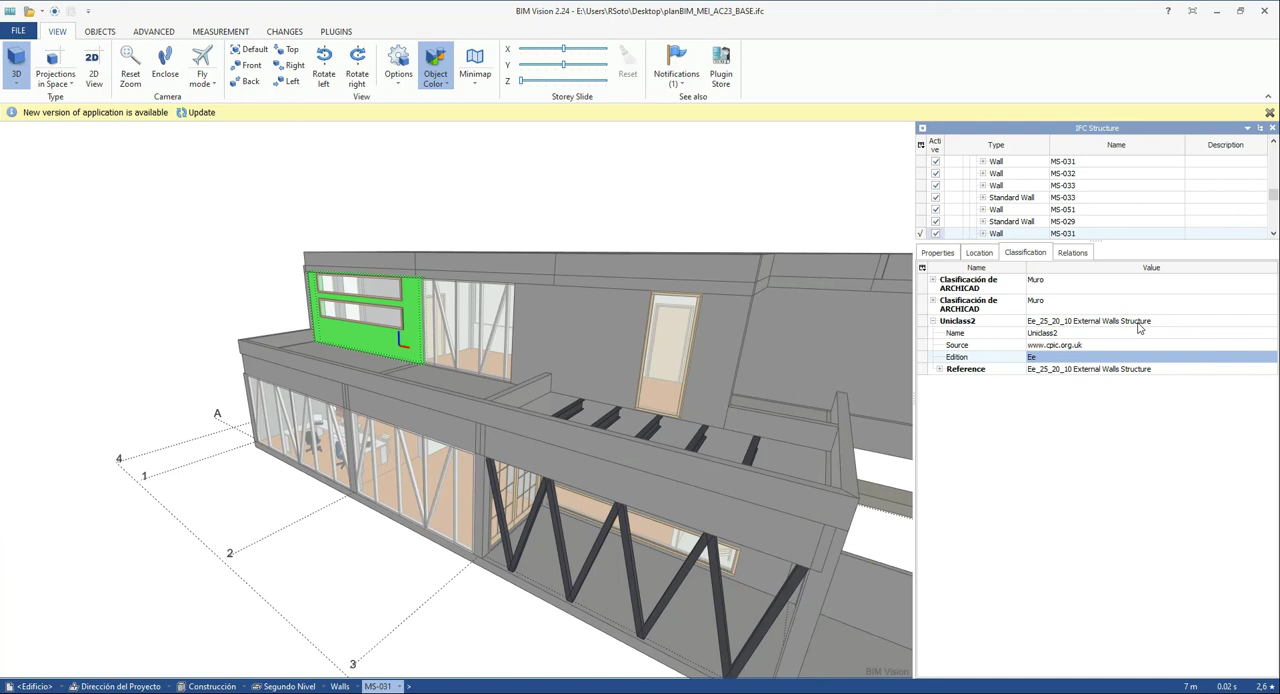 BIM Vision 2.24 - E:\Users\RSoto\Desktop\planBIM_MEI_AC23_BASE.ifc
FILE VIEW OBJECTS ADVANCED MEASUREMENT CHANGES PLUGINS
3D
Projections in Space
2D View
Type
Reset Zoom
Enclose
Fly mode
Camera
Default
Front
Back
Top
Right
Left
Rotate left
Rotate right
View
Options
Object Color
Minimap
X
Y
Z
Reset
Storey Slide
Notifications (1)
Plugin Store
See also
New version of application is available Update
IFC Structure
Active Type Name Description
Wall MS-031
Wall MS-032
Wall MS-033
Standard Wall MS-033
Wall MS-051
Standard Wall MS-029
Wall MS-031
Properties Location Classification Relations
Name Value
Clasificación de ARCHICAD Muro
Clasificación de ARCHICAD Muro
Uniclass2 Ee_25_20_10 External Walls Structure
Name Uniclass2
Source www.cpic.org.uk
Edition Ee
Reference Ee_25_20_10 External Walls Structure
A
4
1
2
3
BIM Vision
<Edificio> Dirección del Proyecto Construcción Segundo Nivel Walls MS-031 >
7 m 0.02 s 2,6